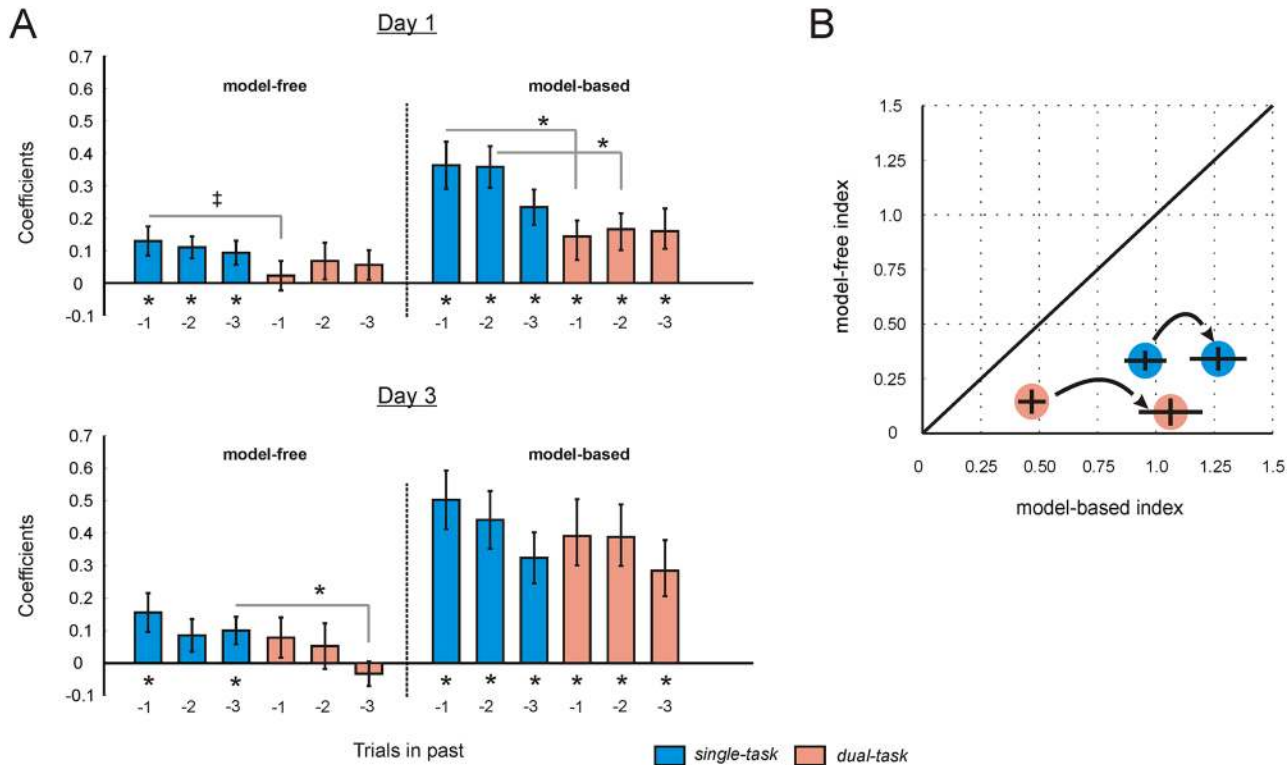 A
Day 1
0.7
0.6
0.5
0.4
0.3
0.2
0.1
0
-0.1
Coefficients
model-free
model-based
‡
*
*
* * * * * * * * *
-1 -2 -3 -1 -2 -3 -1 -2 -3 -1 -2 -3
Day 3
0.7
0.6
0.5
0.4
0.3
0.2
0.1
0
-0.1
Coefficients
model-free
model-based
*
* * * * * * * *
-1 -2 -3 -1 -2 -3 -1 -2 -3 -1 -2 -3
Trials in past
single-task dual-task
B
1.5
1.25
1.0
0.75
0.50
0.25
0
model-free index
0 0.25 0.50 0.75 1.0 1.25 1.5
model-based index